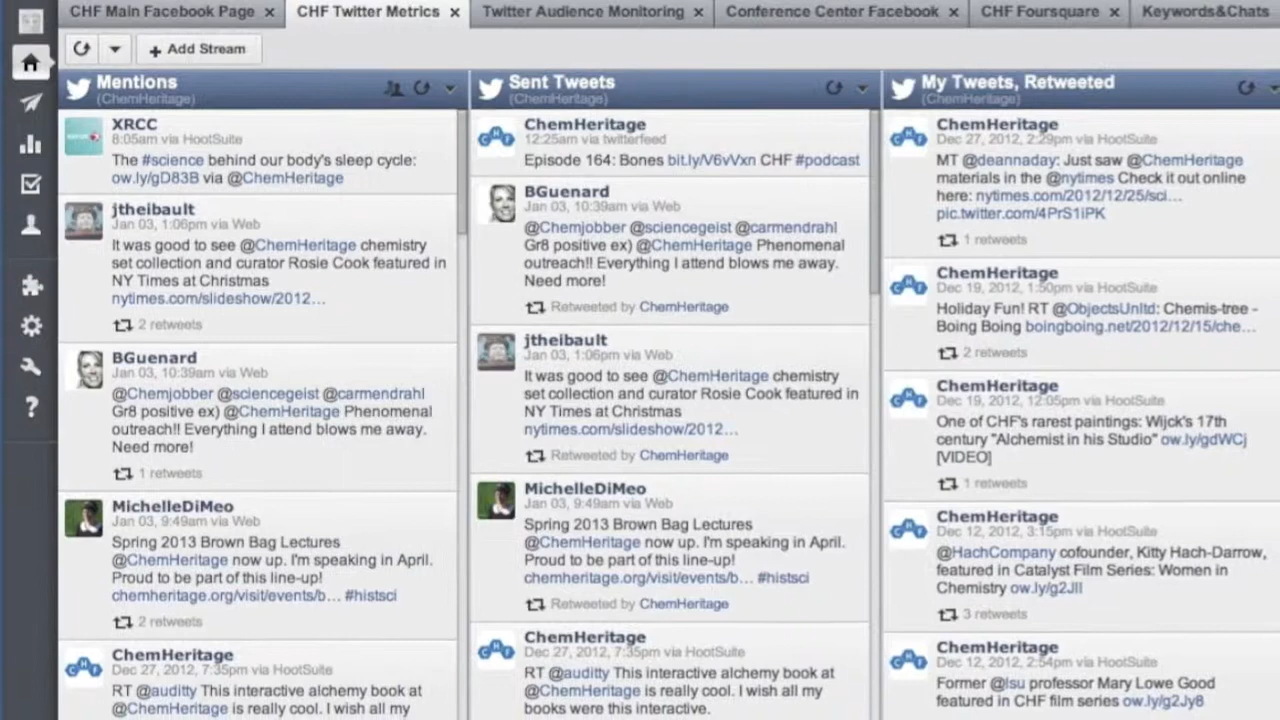 CHF Main Facebook Page ×
CHF Twitter Metrics ×
Twitter Audience Monitoring ×
Conference Center Facebook ×
CHF Foursquare ×
Keywords&Chats
+ Add Stream
Mentions
(ChemHeritage)
XRCC
8:05am via HootSuite
The #science behind our body's sleep cycle:
ow.ly/gD83B via @ChemHeritage
jtheibault
Jan 03, 1:06pm via Web
It was good to see @ChemHeritage chemistry
set collection and curator Rosie Cook featured in
NY Times at Christmas
nytimes.com/slideshow/2012...
2 retweets
BGuenard
Jan 03, 10:39am via Web
@Chemjobber @sciencegeist @carmendrahl
Gr8 positive ex) @ChemHeritage Phenomenal
outreach!! Everything I attend blows me away.
Need more!
1 retweets
MichelleDiMeo
Jan 03, 9:49am via Web
Spring 2013 Brown Bag Lectures
@ChemHeritage now up. I'm speaking in April.
Proud to be part of this line-up!
chemheritage.org/visit/events/b... #histsci
2 retweets
ChemHeritage
Dec 27, 2012, 7:35pm via HootSuite
RT @auditty This interactive alchemy book at
@ChemHeritage is really cool. I wish all my
Sent Tweets
(ChemHeritage)
CHF
ChemHeritage
12:25am via twitterfeed
Episode 164: Bones bit.ly/V6vVxn CHF #podcast
BGuenard
Jan 03, 10:39am via Web
@Chemjobber @sciencegeist @carmendrahl
Gr8 positive ex) @ChemHeritage Phenomenal
outreach!! Everything I attend blows me away.
Need more!
Retweeted by ChemHeritage
jtheibault
Jan 03, 1:06pm via Web
It was good to see @ChemHeritage chemistry
set collection and curator Rosie Cook featured in
NY Times at Christmas
nytimes.com/slideshow/2012...
Retweeted by ChemHeritage
MichelleDiMeo
Jan 03, 9:49am via Web
Spring 2013 Brown Bag Lectures
@ChemHeritage now up. I'm speaking in April.
Proud to be part of this line-up!
chemheritage.org/visit/events/b... #histsci
Retweeted by ChemHeritage
ChemHeritage
Dec 27, 2012, 7:35pm via HootSuite
RT @auditty This interactive alchemy book at
@ChemHeritage is really cool. I wish all my
books were this interactive.
My Tweets, Retweeted
(ChemHeritage)
ChemHeritage
Dec 27, 2012, 2:29pm via HootSuite
MT @deannaday: Just saw @ChemHeritage
materials in the @nytimes Check it out online
here: nytimes.com/2012/12/25/sci...
pic.twitter.com/4PrS1iPK
1 retweets
ChemHeritage
Dec 19, 2012, 1:50pm via HootSuite
Holiday Fun! RT @ObjectsUnltd: Chemis-tree -
Boing Boing boingboing.net/2012/12/15/che...
2 retweets
ChemHeritage
Dec 19, 2012, 12:05pm via HootSuite
One of CHF's rarest paintings: Wijck's 17th
century "Alchemist in his Studio" ow.ly/gdWCj
[VIDEO]
1 retweets
ChemHeritage
Dec 12, 2012, 3:15pm via HootSuite
@HachCompany cofounder, Kitty Hach-Darrow,
featured in Catalyst Film Series: Women in
Chemistry ow.ly/g2JlI
3 retweets
ChemHeritage
Dec 12, 2012, 2:54pm via HootSuite
Former @lsu professor Mary Lowe Good
featured in CHF film series ow.ly/g2Jy8